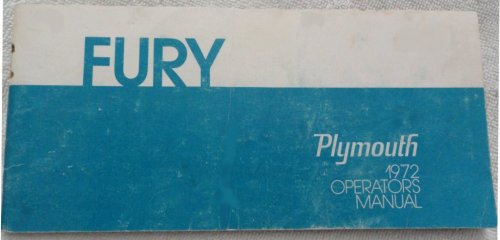 FURY
Plymouth
1972
OPERATORS
MANUAL